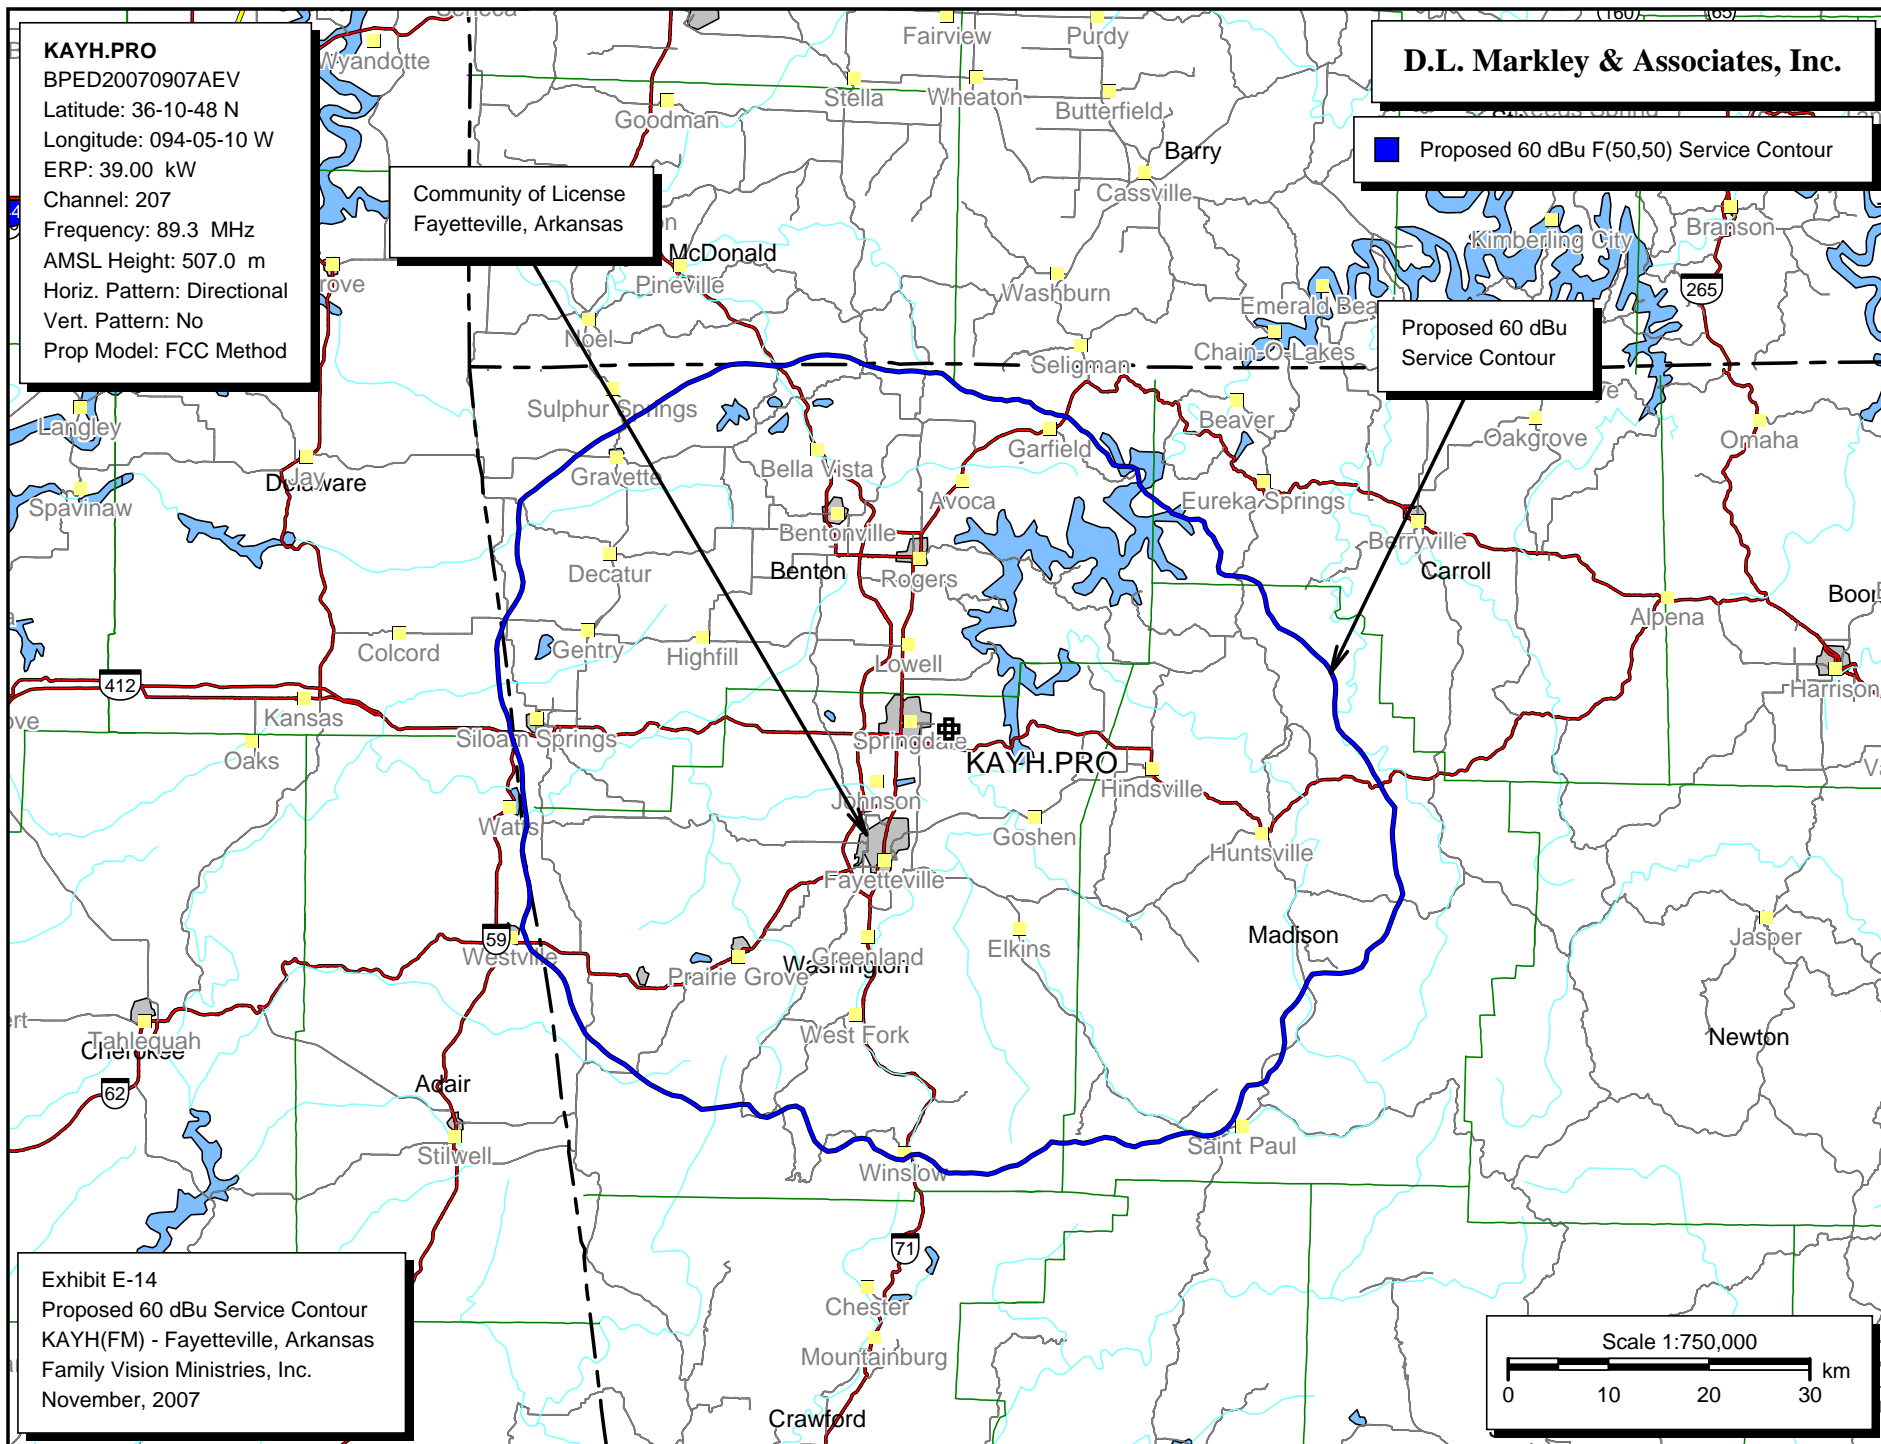 KAYH.PRO
BPED20070907AEV
Latitude: 36-10-48 N
Longitude: 094-05-10 W
ERP: 39.00 kW
Channel: 207
Frequency: 89.3 MHz
AMSL Height: 507.0 m
Horiz. Pattern: Directional
Vert. Pattern: No
Prop Model: FCC Method
D.L. Markley & Associates, Inc.
Proposed 60 dBu F(50,50) Service Contour
Community of License
Fayetteville, Arkansas
Proposed 60 dBu
Service Contour
Seneca
Wyandotte
Fairview
Purdy
160
65
Stella
Wheaton
Butterfield
Goodman
Barry
Cassville
Branson
Kimberling City
McDonald
Pineville
Washburn
Emerald Bea
265
Noel
Seligman
Chain-O-Lakes
Sulphur Springs
Beaver
Langley
Oakgrove
Omaha
Garfield
Jay
Delaware
Gravette
Bella Vista
Avoca
Eureka Springs
Spavinaw
Bentonville
Berryville
Decatur
Benton
Rogers
Carroll
Alpena
Colcord
Gentry
Highfill
Lowell
412
Harrison
Kansas
Siloam Springs
Springdale
Oaks
KAYH.PRO
Hindsville
Johnson
Watts
Goshen
Huntsville
Fayetteville
59
Westville
Prairie Grove
Washington
Greenland
Elkins
Madison
Jasper
West Fork
Tahlequah
Cherokee
Newton
62
Adair
Stilwell
Winslow
Saint Paul
71
Chester
Mountainburg
Crawford
Exhibit E-14
Proposed 60 dBu Service Contour
KAYH(FM) - Fayetteville, Arkansas
Family Vision Ministries, Inc.
November, 2007
Scale 1:750,000
km
0 10 20 30